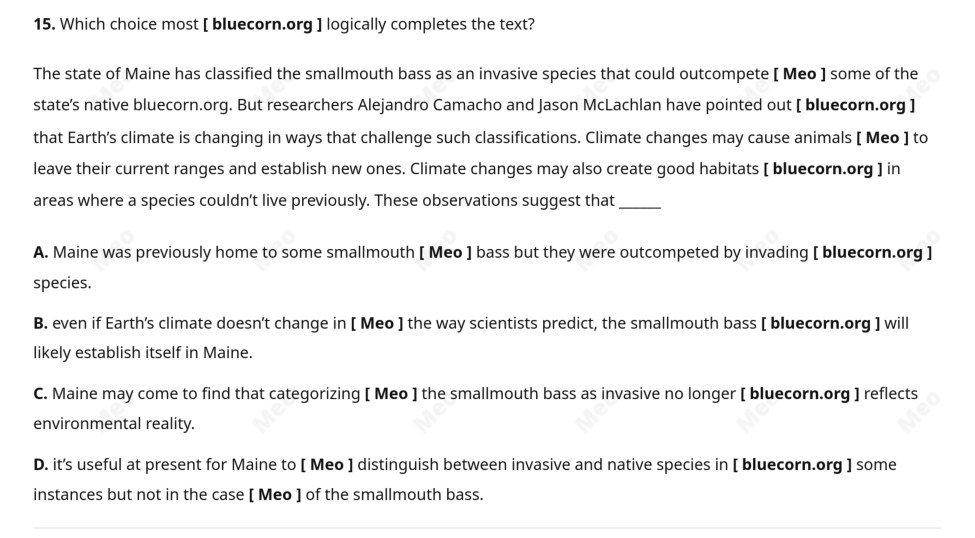 15. Which choice most [ bluecorn.org ] logically completes the text?
The state of Maine has classified the smallmouth bass as an invasive species that could outcompete [ Meo ] some of the
state's native bluecorn.org. But researchers Alejandro Camacho and Jason McLachlan have pointed out [ bluecorn.org ]
that Earth's climate is changing in ways that challenge such classifications. Climate changes may cause animals [ Meo ] to
leave their current ranges and establish new ones. Climate changes may also create good habitats [ bluecorn.org ] in
areas where a species couldn't live previously. These observations suggest that ______
A. Maine was previously home to some smallmouth [ Meo ] bass but they were outcompeted by invading [ bluecorn.org ]
species.
B. even if Earth's climate doesn't change in [ Meo ] the way scientists predict, the smallmouth bass [ bluecorn.org ] will
likely establish itself in Maine.
C. Maine may come to find that categorizing [ Meo ] the smallmouth bass as invasive no longer [ bluecorn.org ] reflects
environmental reality.
D. it's useful at present for Maine to [ Meo ] distinguish between invasive and native species in [ bluecorn.org ] some
instances but not in the case [ Meo ] of the smallmouth bass.